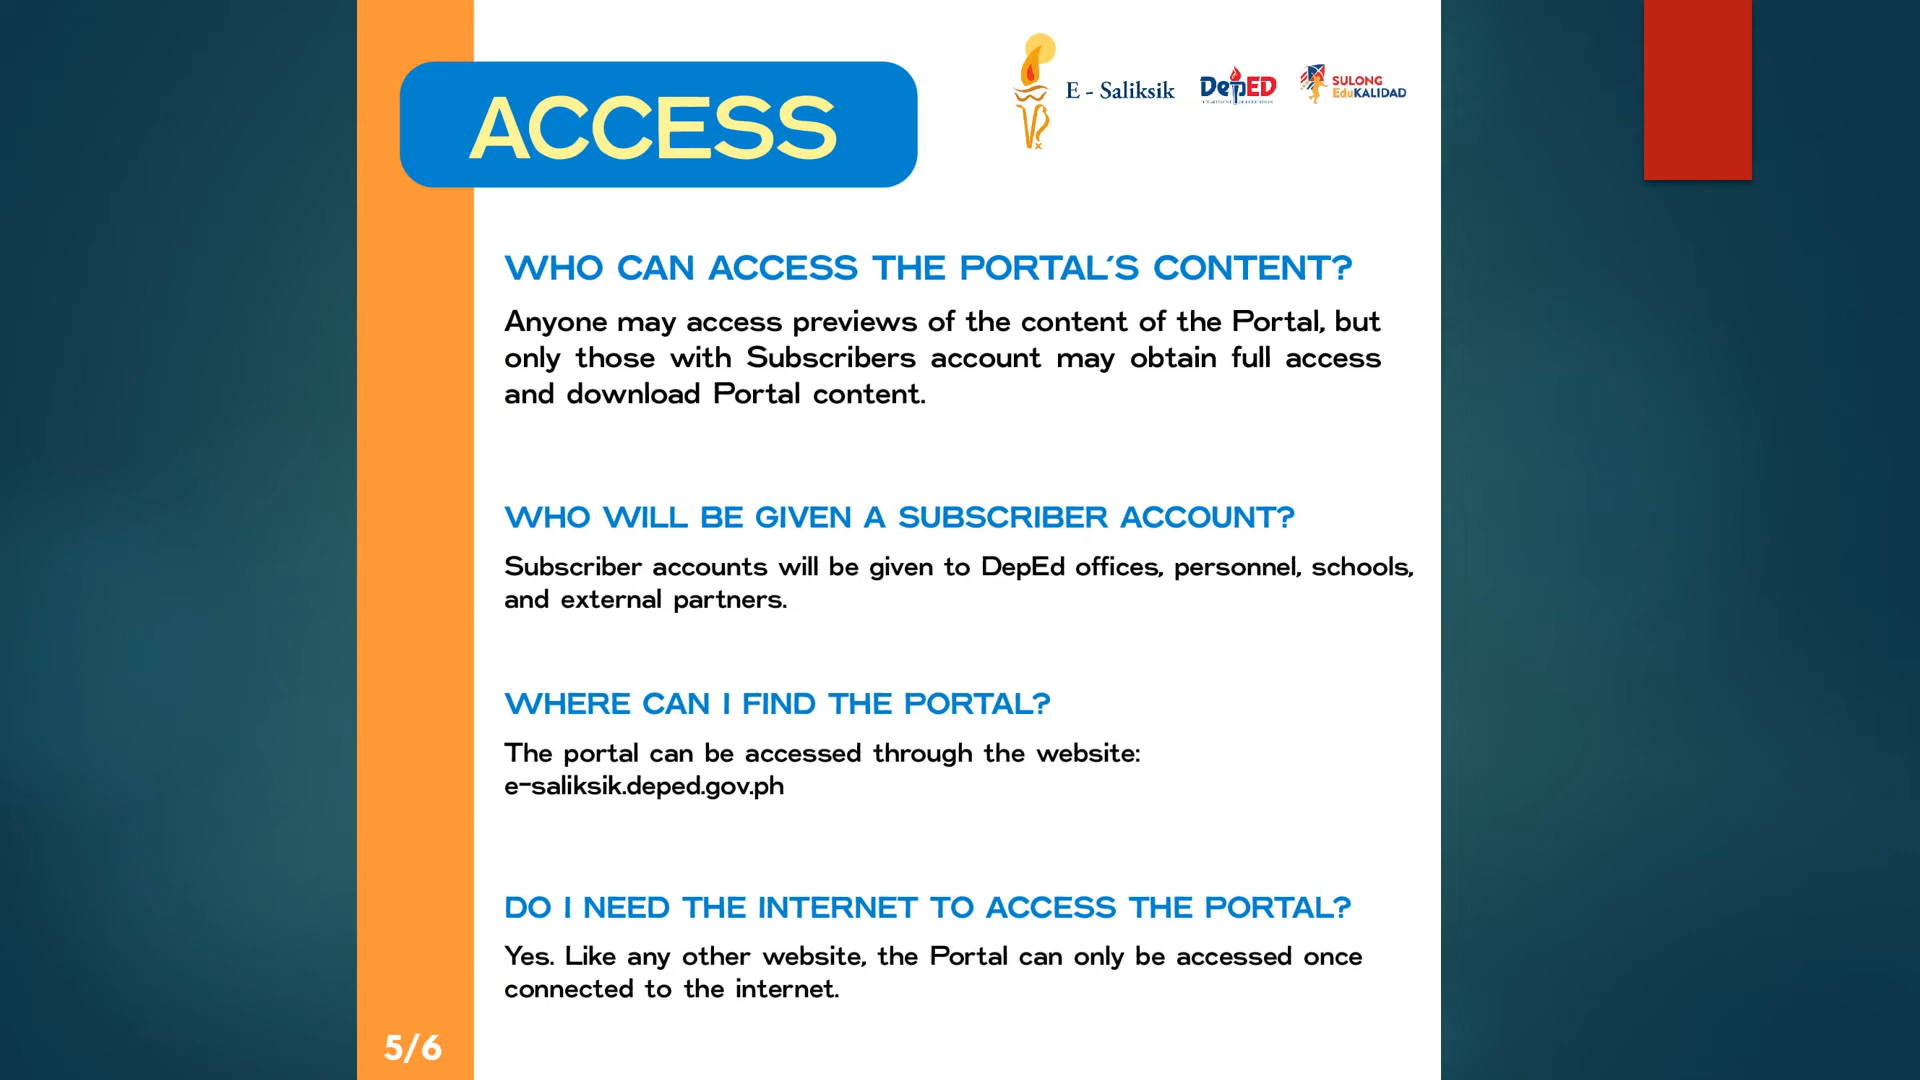 ACCESS
E - Saliksik
DepED
SULONG
EduKALIDAD
WHO CAN ACCESS THE PORTAL'S CONTENT?
Anyone may access previews of the content of the Portal, but
only those with Subscribers account may obtain full access
and download Portal content.
WHO WILL BE GIVEN A SUBSCRIBER ACCOUNT?
Subscriber accounts will be given to DepEd offices, personnel, schools,
and external partners.
WHERE CAN I FIND THE PORTAL?
The portal can be accessed through the website:
e-saliksik.deped.gov.ph
DO I NEED THE INTERNET TO ACCESS THE PORTAL?
Yes. Like any other website, the Portal can only be accessed once
connected to the internet.
5/6